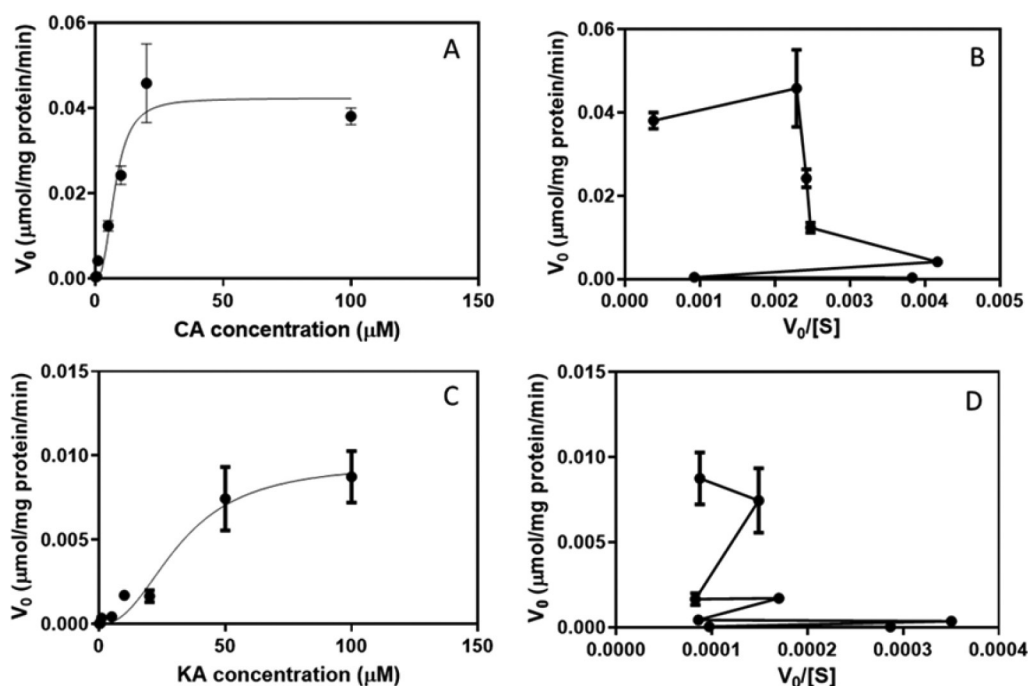 A
V₀ (μmol/mg protein/min)
0.06
0.04
0.02
0.00
0
50
100
150
CA concentration (μM)
B
V₀ (μmol/mg protein/min)
0.06
0.04
0.02
0.00
0.000
0.001
0.002
0.003
0.004
0.005
V₀/[S]
C
V₀ (μmol/mg protein/min)
0.015
0.010
0.005
0.000
0
50
100
150
KA concentration (μM)
D
V₀ (μmol/mg protein/min)
0.015
0.010
0.005
0.000
0.0000
0.0001
0.0002
0.0003
0.0004
V₀/[S]